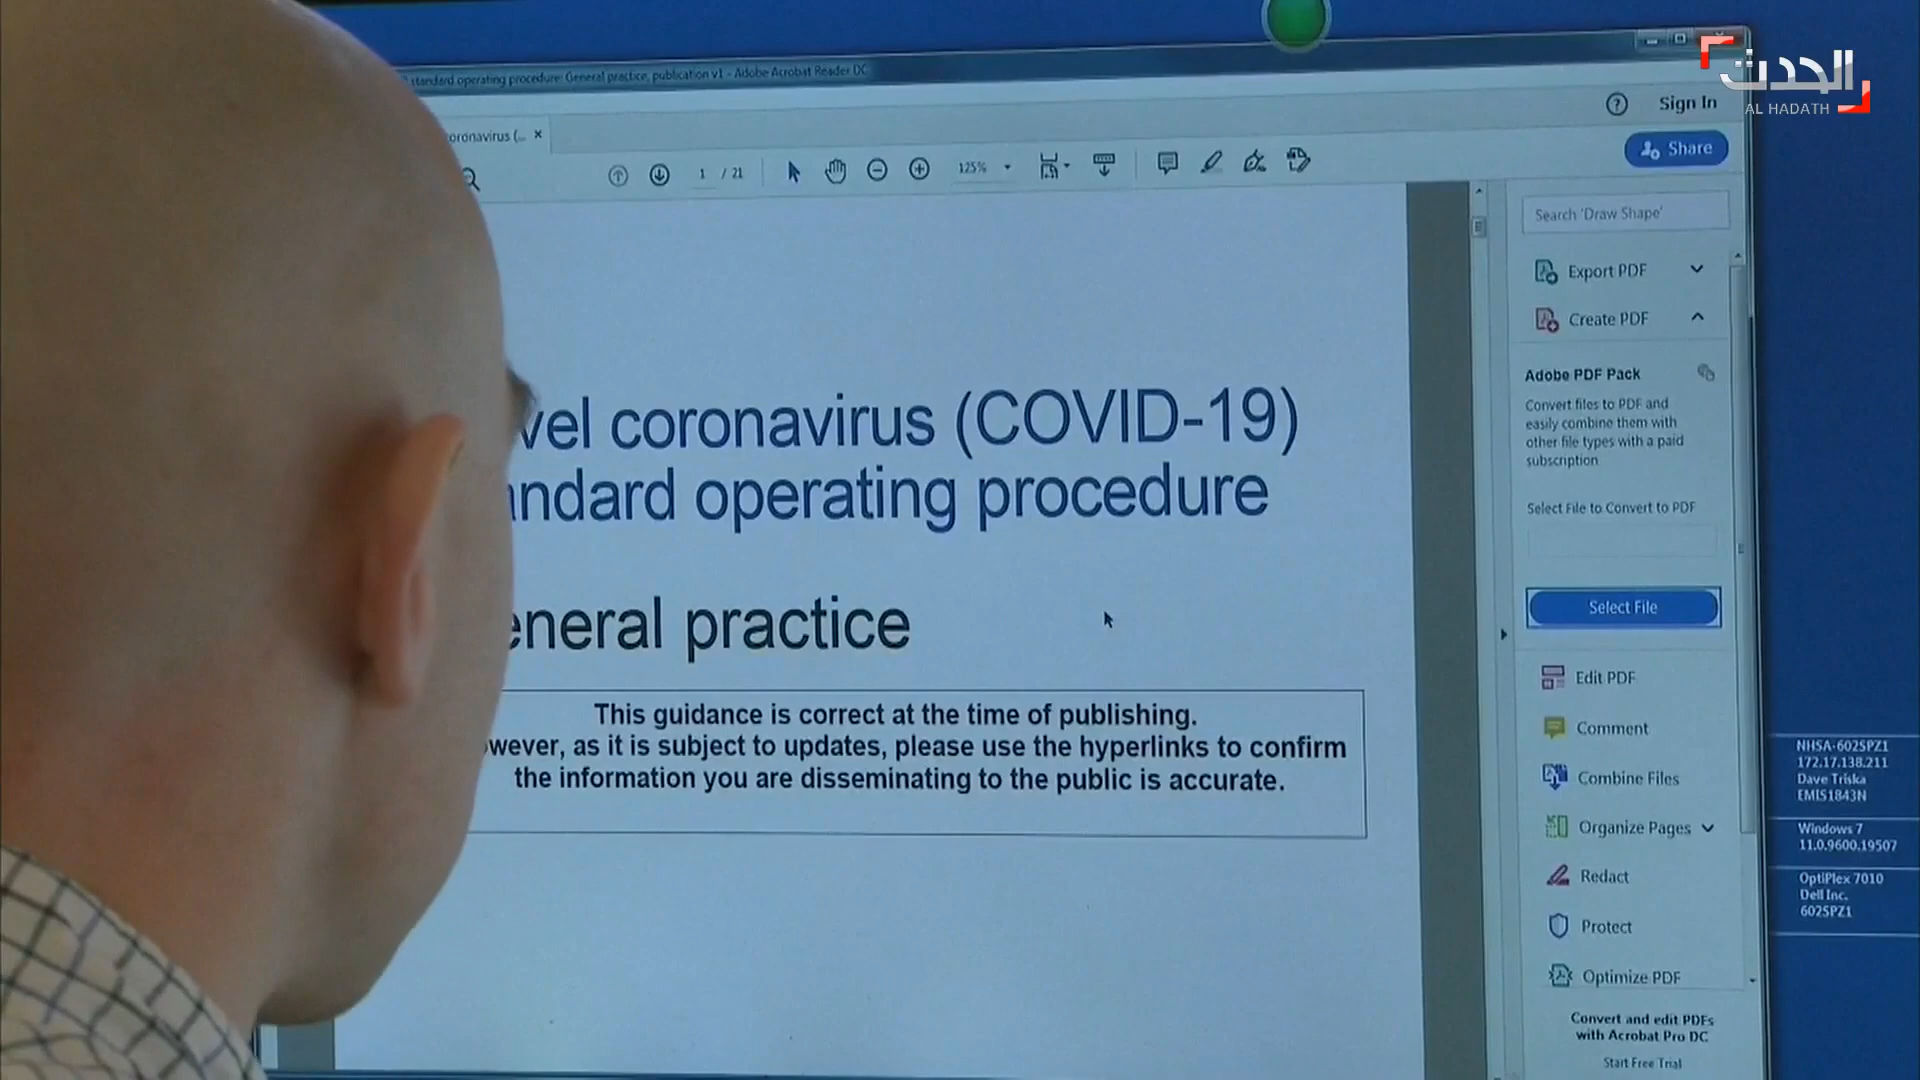 standard operating procedure: General practice, publication v1 - Adobe Acrobat Reader DC
الحدث
AL HADATH
Sign In
oronavirus (...
1 / 21
125%
Share
Search 'Draw Shape'
Export PDF
Create PDF
Adobe PDF Pack
Convert files to PDF and
easily combine them with
other file types with a paid
subscription
Select File to Convert to PDF
Select File
Edit PDF
Comment
Combine Files
Organize Pages
Redact
Protect
Optimize PDF
Convert and edit PDFs
with Acrobat Pro DC
Start Free Trial
vel coronavirus (COVID-19)
andard operating procedure
eneral practice
This guidance is correct at the time of publishing.
owever, as it is subject to updates, please use the hyperlinks to confirm
the information you are disseminating to the public is accurate.
NHSA-602SPZ1
172.17.138.211
Dave Triska
EMIS1843N
Windows 7
11.0.9600.19507
OptiPlex 7010
Dell Inc.
602SPZ1